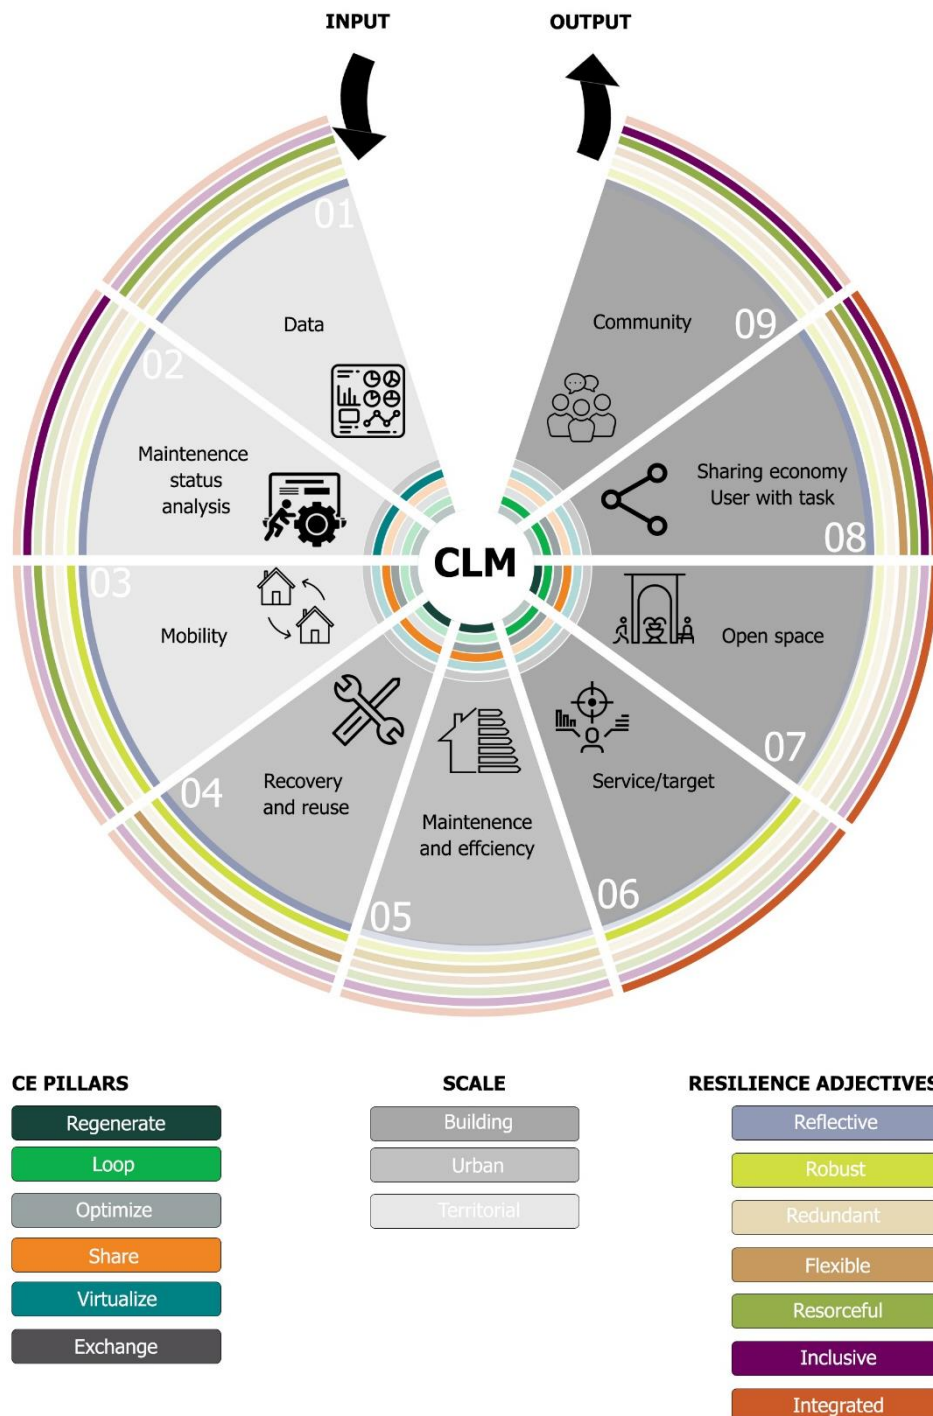 INPUT
OUTPUT
01
Data
02
Maintenence
status
analysis
03
Mobility
04
Recovery
and reuse
05
Maintenence
and effciency
06
Service/target
07
Open space
08
Sharing economy
User with task
09
Community
CLM
CE PILLARS
Regenerate
Loop
Optimize
Share
Virtualize
Exchange
SCALE
Building
Urban
Territorial
RESILIENCE ADJECTIVES
Reflective
Robust
Redundant
Flexible
Resorceful
Inclusive
Integrated